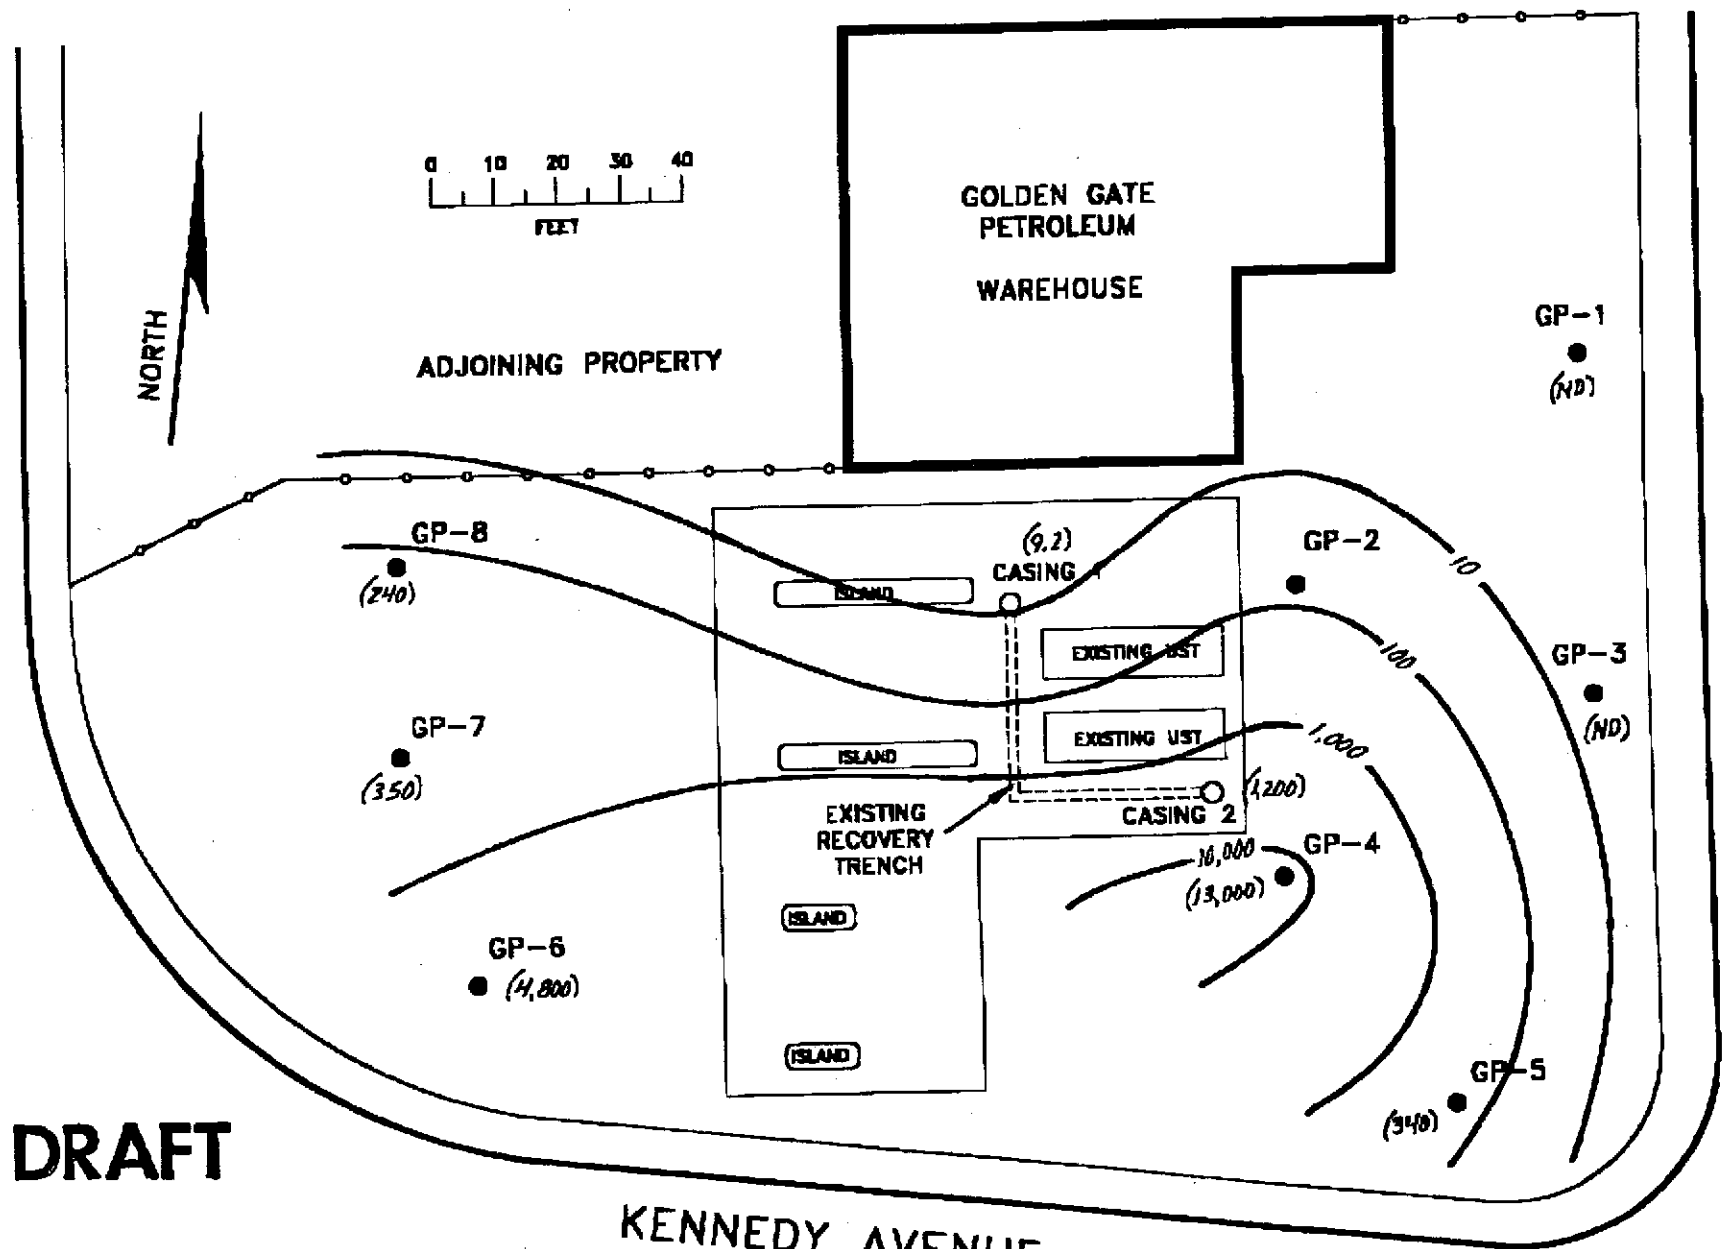 0 10 20 30 40
FEET
NORTH
GOLDEN GATE
PETROLEUM
WAREHOUSE
ADJOINING PROPERTY
GP-1
(ND)
GP-8
(240)
(9.2)
CASING 1
GP-2
10
ISLAND
EXISTING UST
100
GP-3
(ND)
GP-7
(350)
ISLAND
EXISTING UST
1,000
(1,200)
CASING 2
EXISTING
RECOVERY
TRENCH
10,000
GP-4
(13,000)
ISLAND
GP-6
(4,800)
ISLAND
GP-5
(340)
DRAFT
KENNEDY AVENUE